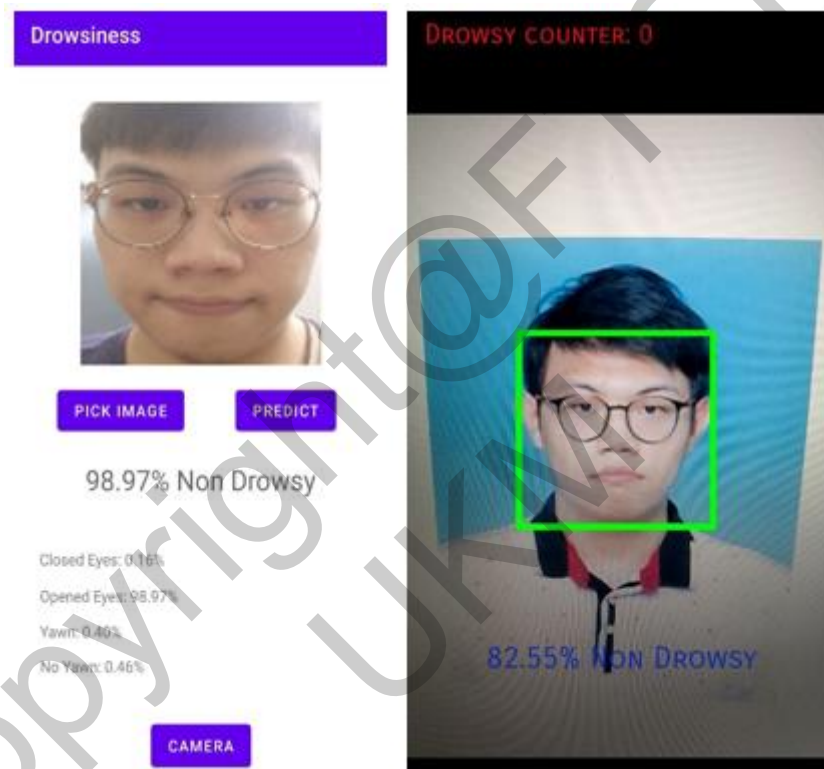 Drowsiness
PICK IMAGE
PREDICT
98.97% Non Drowsy
Closed Eyes: 0.16%
Opened Eyes: 98.97%
Yawn: 0.40%
No Yawn: 0.46%
CAMERA
DROWSY COUNTER: 0
82.55% NON DROWSY
UKM